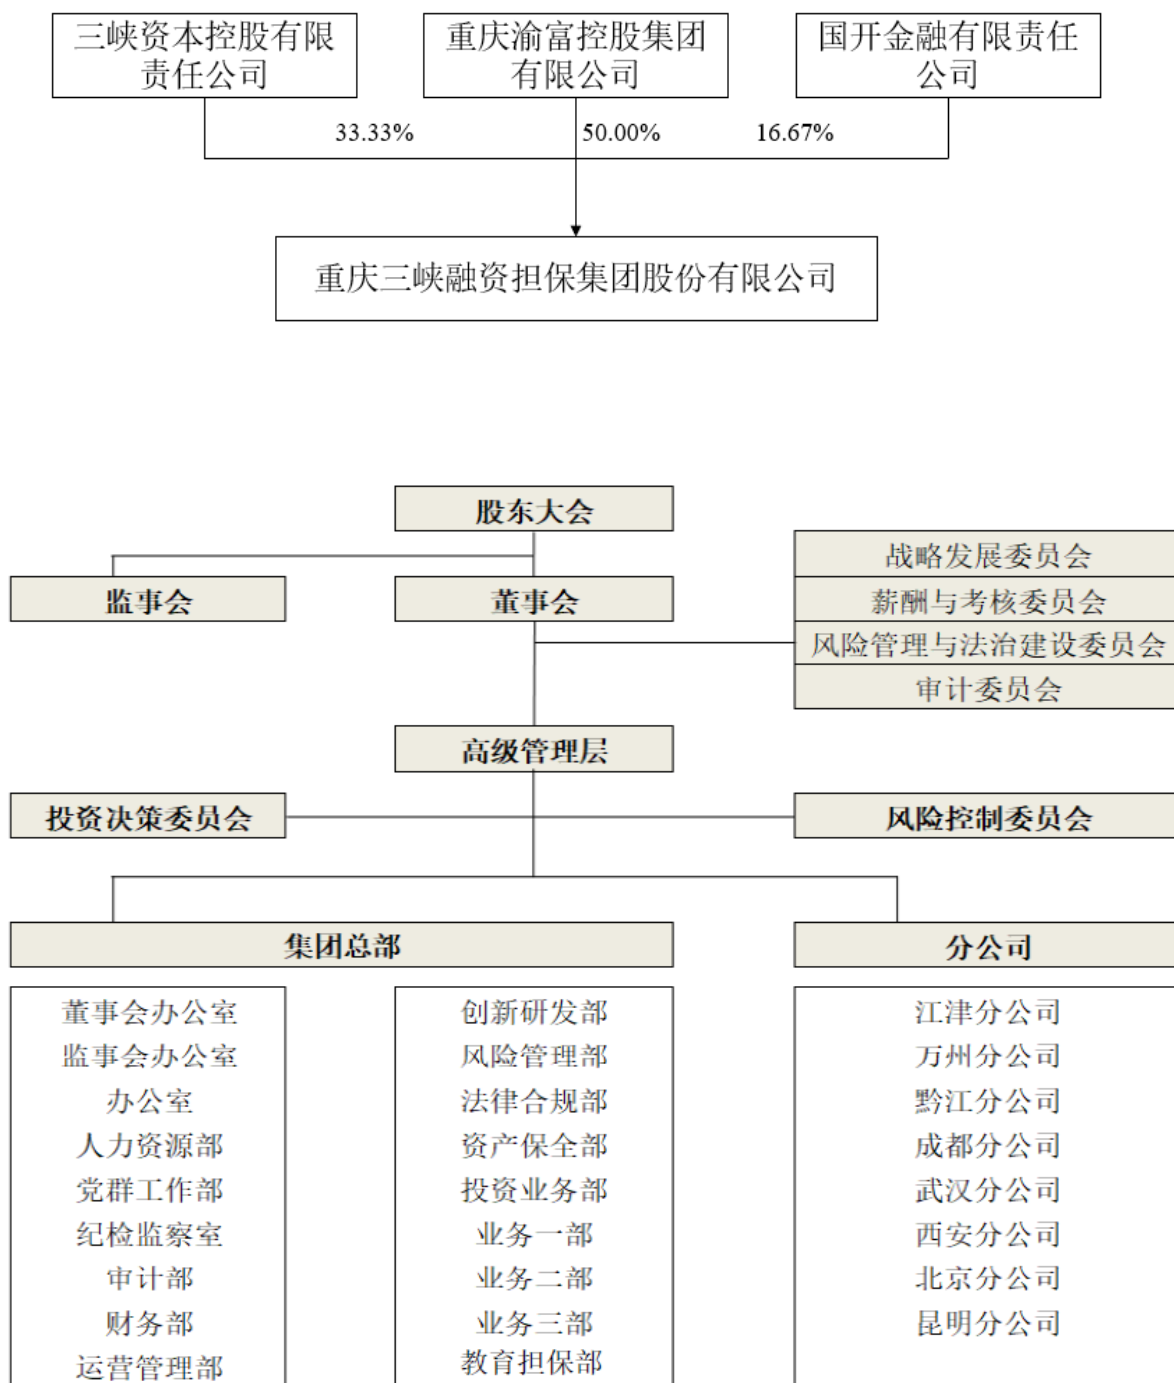 三峡资本控股有限
责任公司
重庆渝富控股集团
有限公司
国开金融有限责任
公司
33.33%
50.00%
16.67%
重庆三峡融资担保集团股份有限公司
股东大会
监事会
董事会
战略发展委员会
薪酬与考核委员会
风险管理与法治建设委员会
审计委员会
高级管理层
投资决策委员会
风险控制委员会
集团总部
分公司
董事会办公室
监事会办公室
办公室
人力资源部
党群工作部
纪检监察室
审计部
财务部
运营管理部
创新研发部
风险管理部
法律合规部
资产保全部
投资业务部
业务一部
业务二部
业务三部
教育担保部
江津分公司
万州分公司
黔江分公司
成都分公司
武汉分公司
西安分公司
北京分公司
昆明分公司